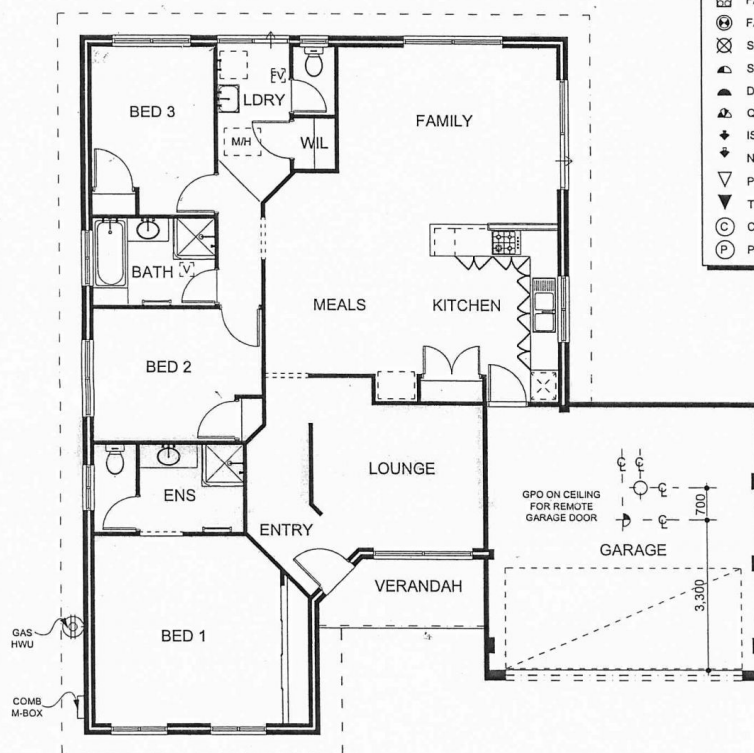 F
S
S
D
IS
N
P
T
C C
P P
FAMILY
BED 3
LDRY
V
M/H
WIL
BATH
V
MEALS
KITCHEN
BED 2
LOUNGE
ENS
ENTRY
GPO ON CEILING
FOR REMOTE
GARAGE DOOR
700
GARAGE
VERANDAH
3,300
BED 1
GAS
HWU
COMB
M-BOX